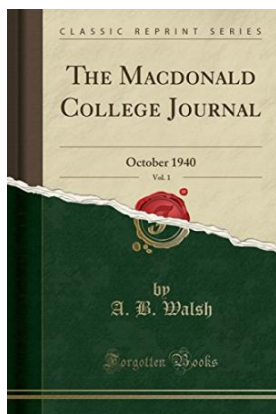 CLASSIC REPRINT SERIES
THE MACDONALD
COLLEGE JOURNAL
October 1940
Vol. 1
by
A. B. Walsh
Forgotten Books